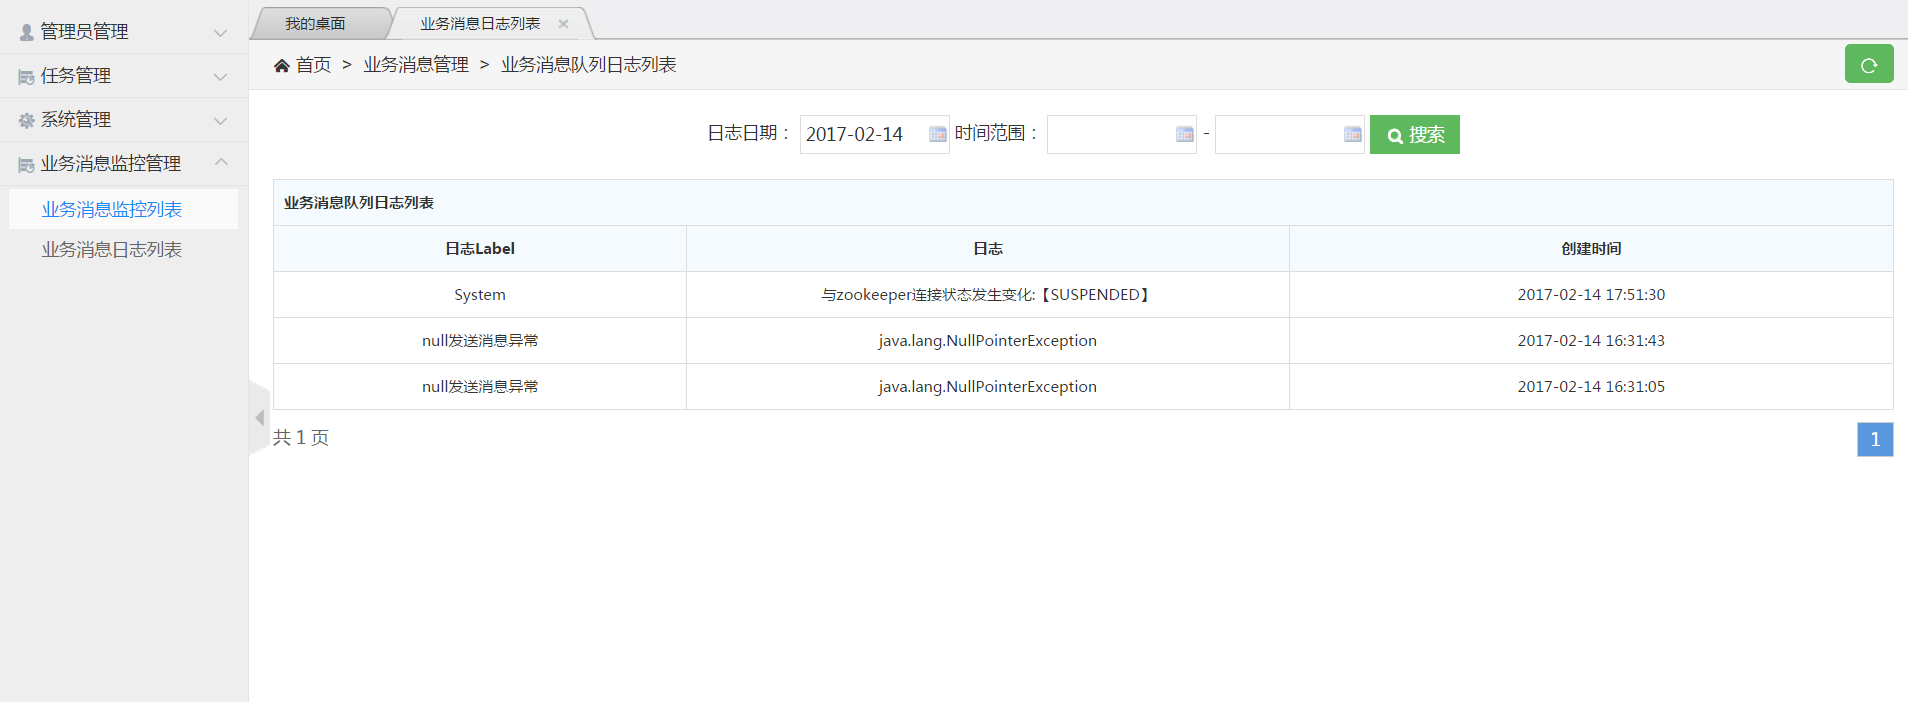 管理员管理
任务管理
系统管理
业务消息监控管理
业务消息监控列表
业务消息日志列表
我的桌面
业务消息日志列表
首页 > 业务消息管理 > 业务消息队列日志列表
日志日期： 2017-02-14 时间范围： - 搜索
业务消息队列日志列表
日志Label 日志 创建时间
System 与zookeeper连接状态发生变化:【SUSPENDED】 2017-02-14 17:51:30
null发送消息异常 java.lang.NullPointerException 2017-02-14 16:31:43
null发送消息异常 java.lang.NullPointerException 2017-02-14 16:31:05
共 1 页 1